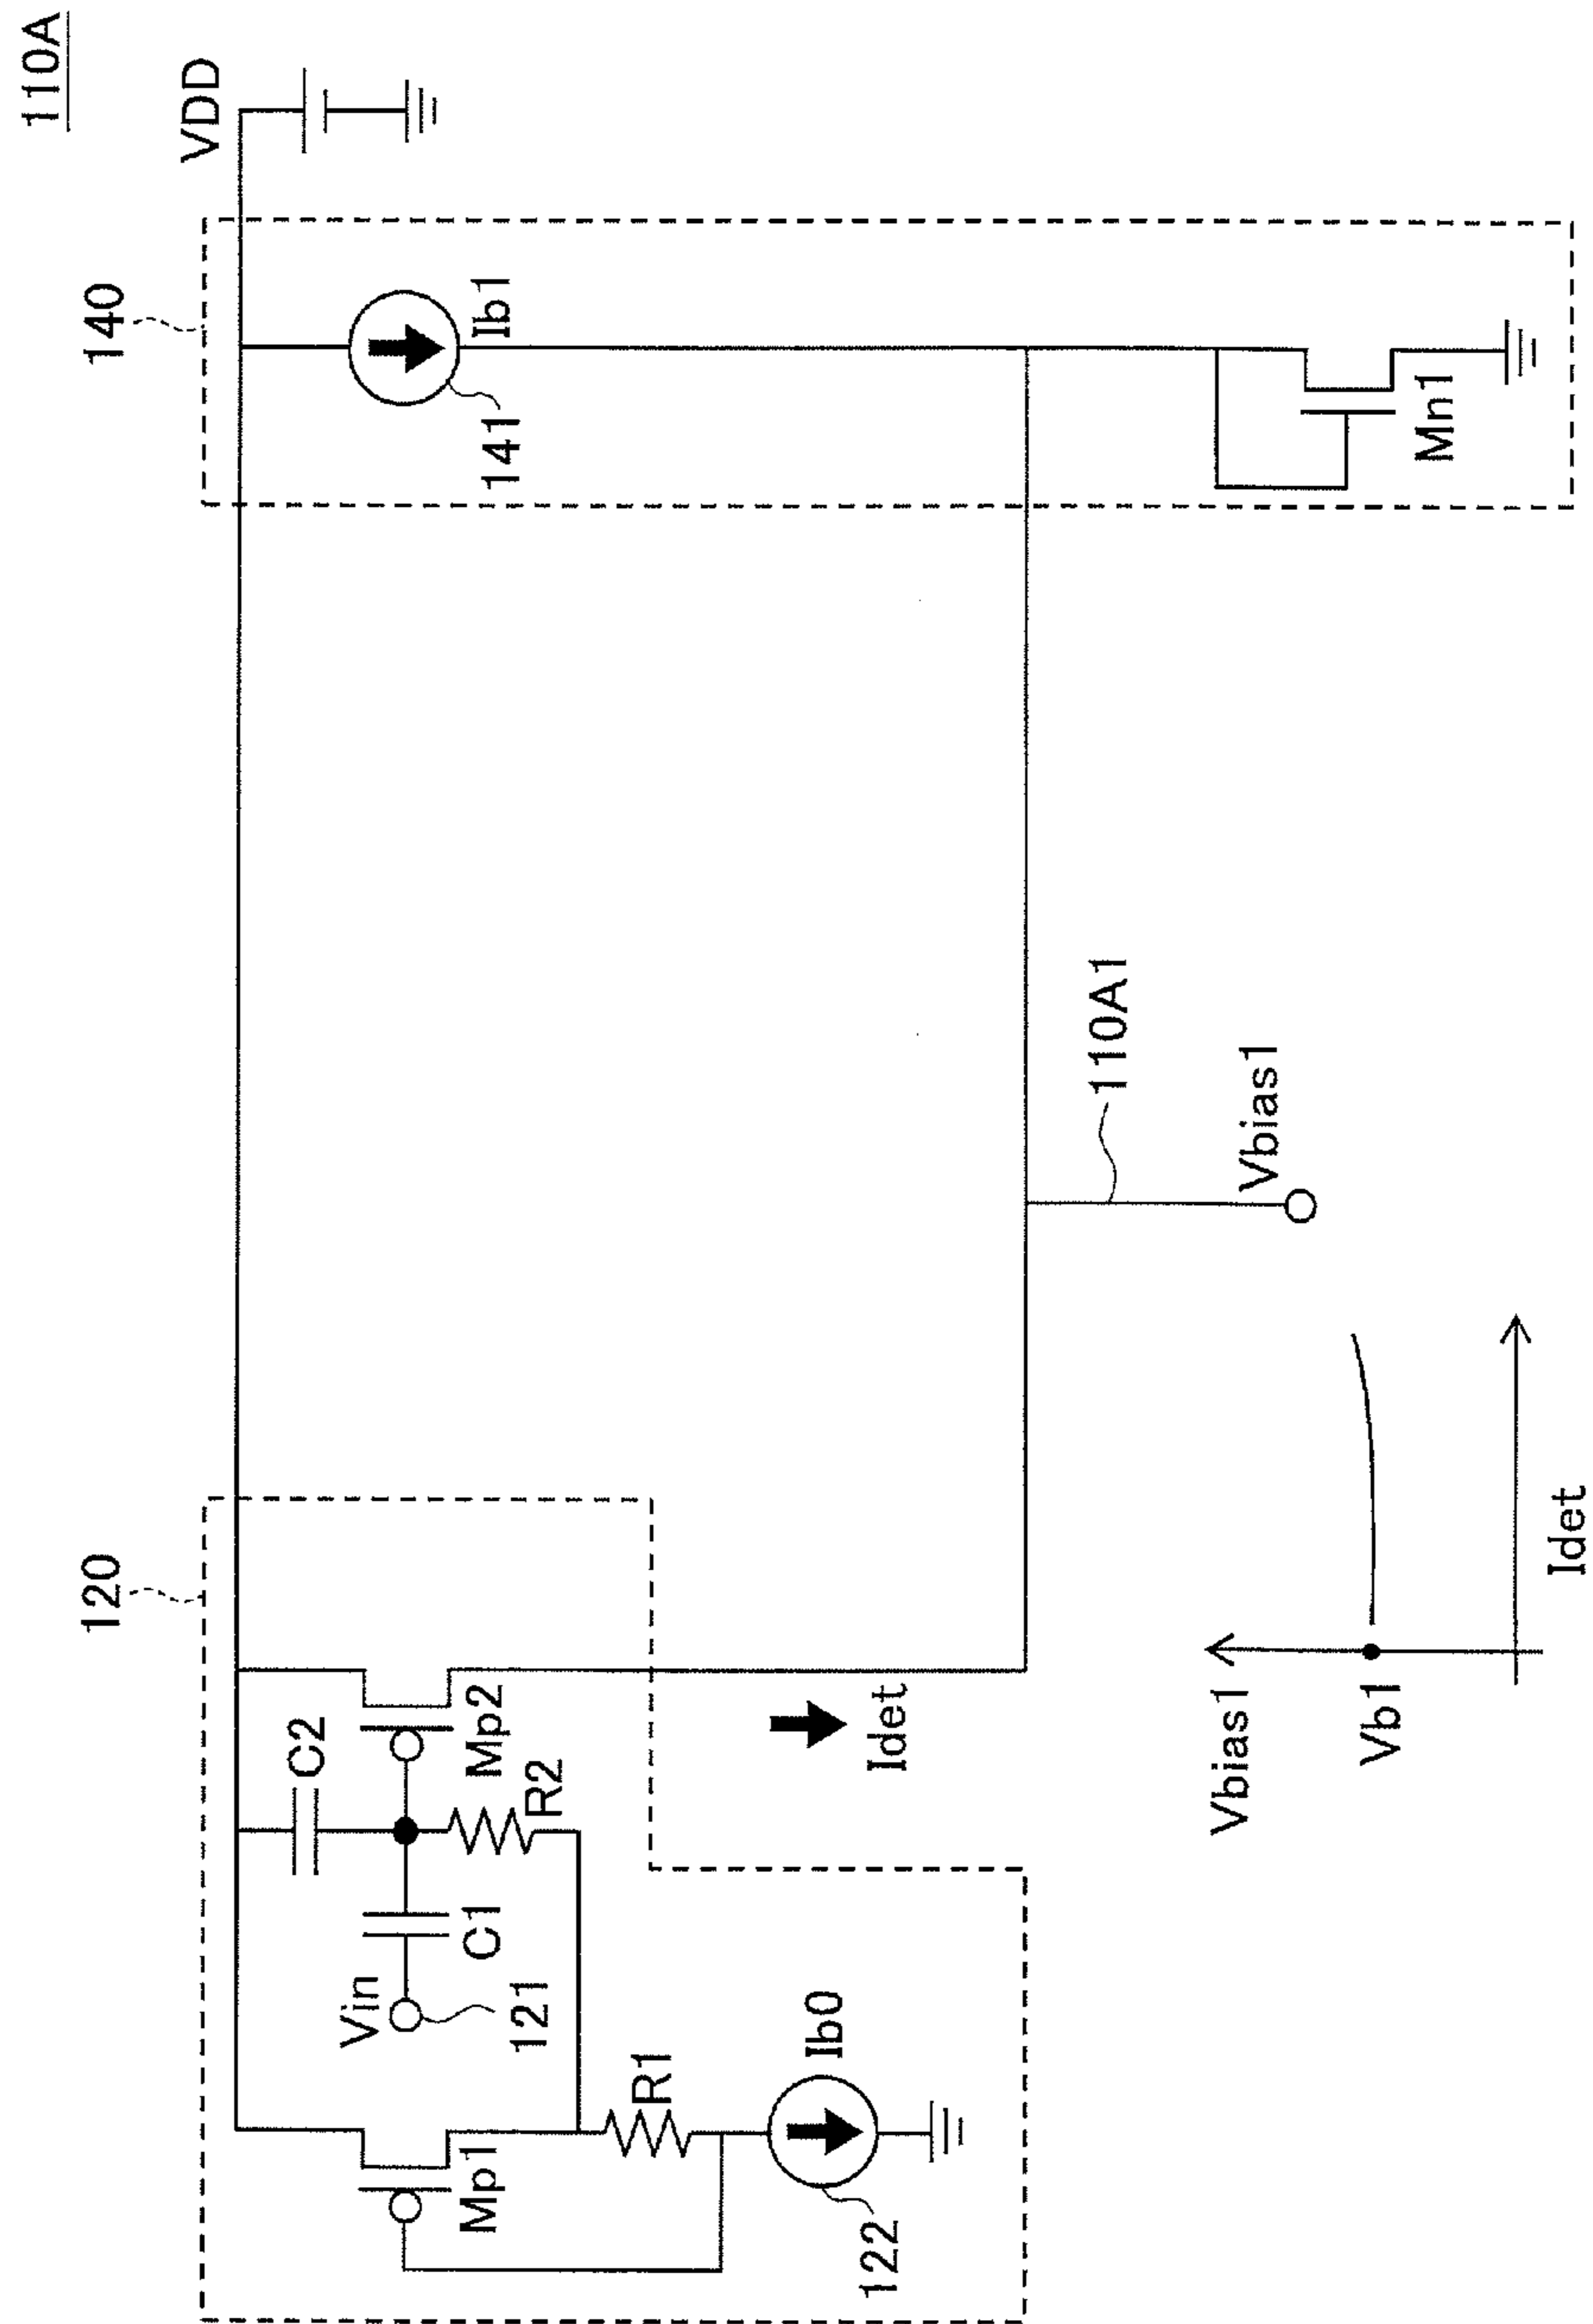 110A
VDD
140
Ib1
141
Mn1
110A1
Vbias1
120
C2
Mp2
R2
Idet
C1
Vin
121
R1
Ib0
Mp1
122
Vbias1
Vb1
Idet